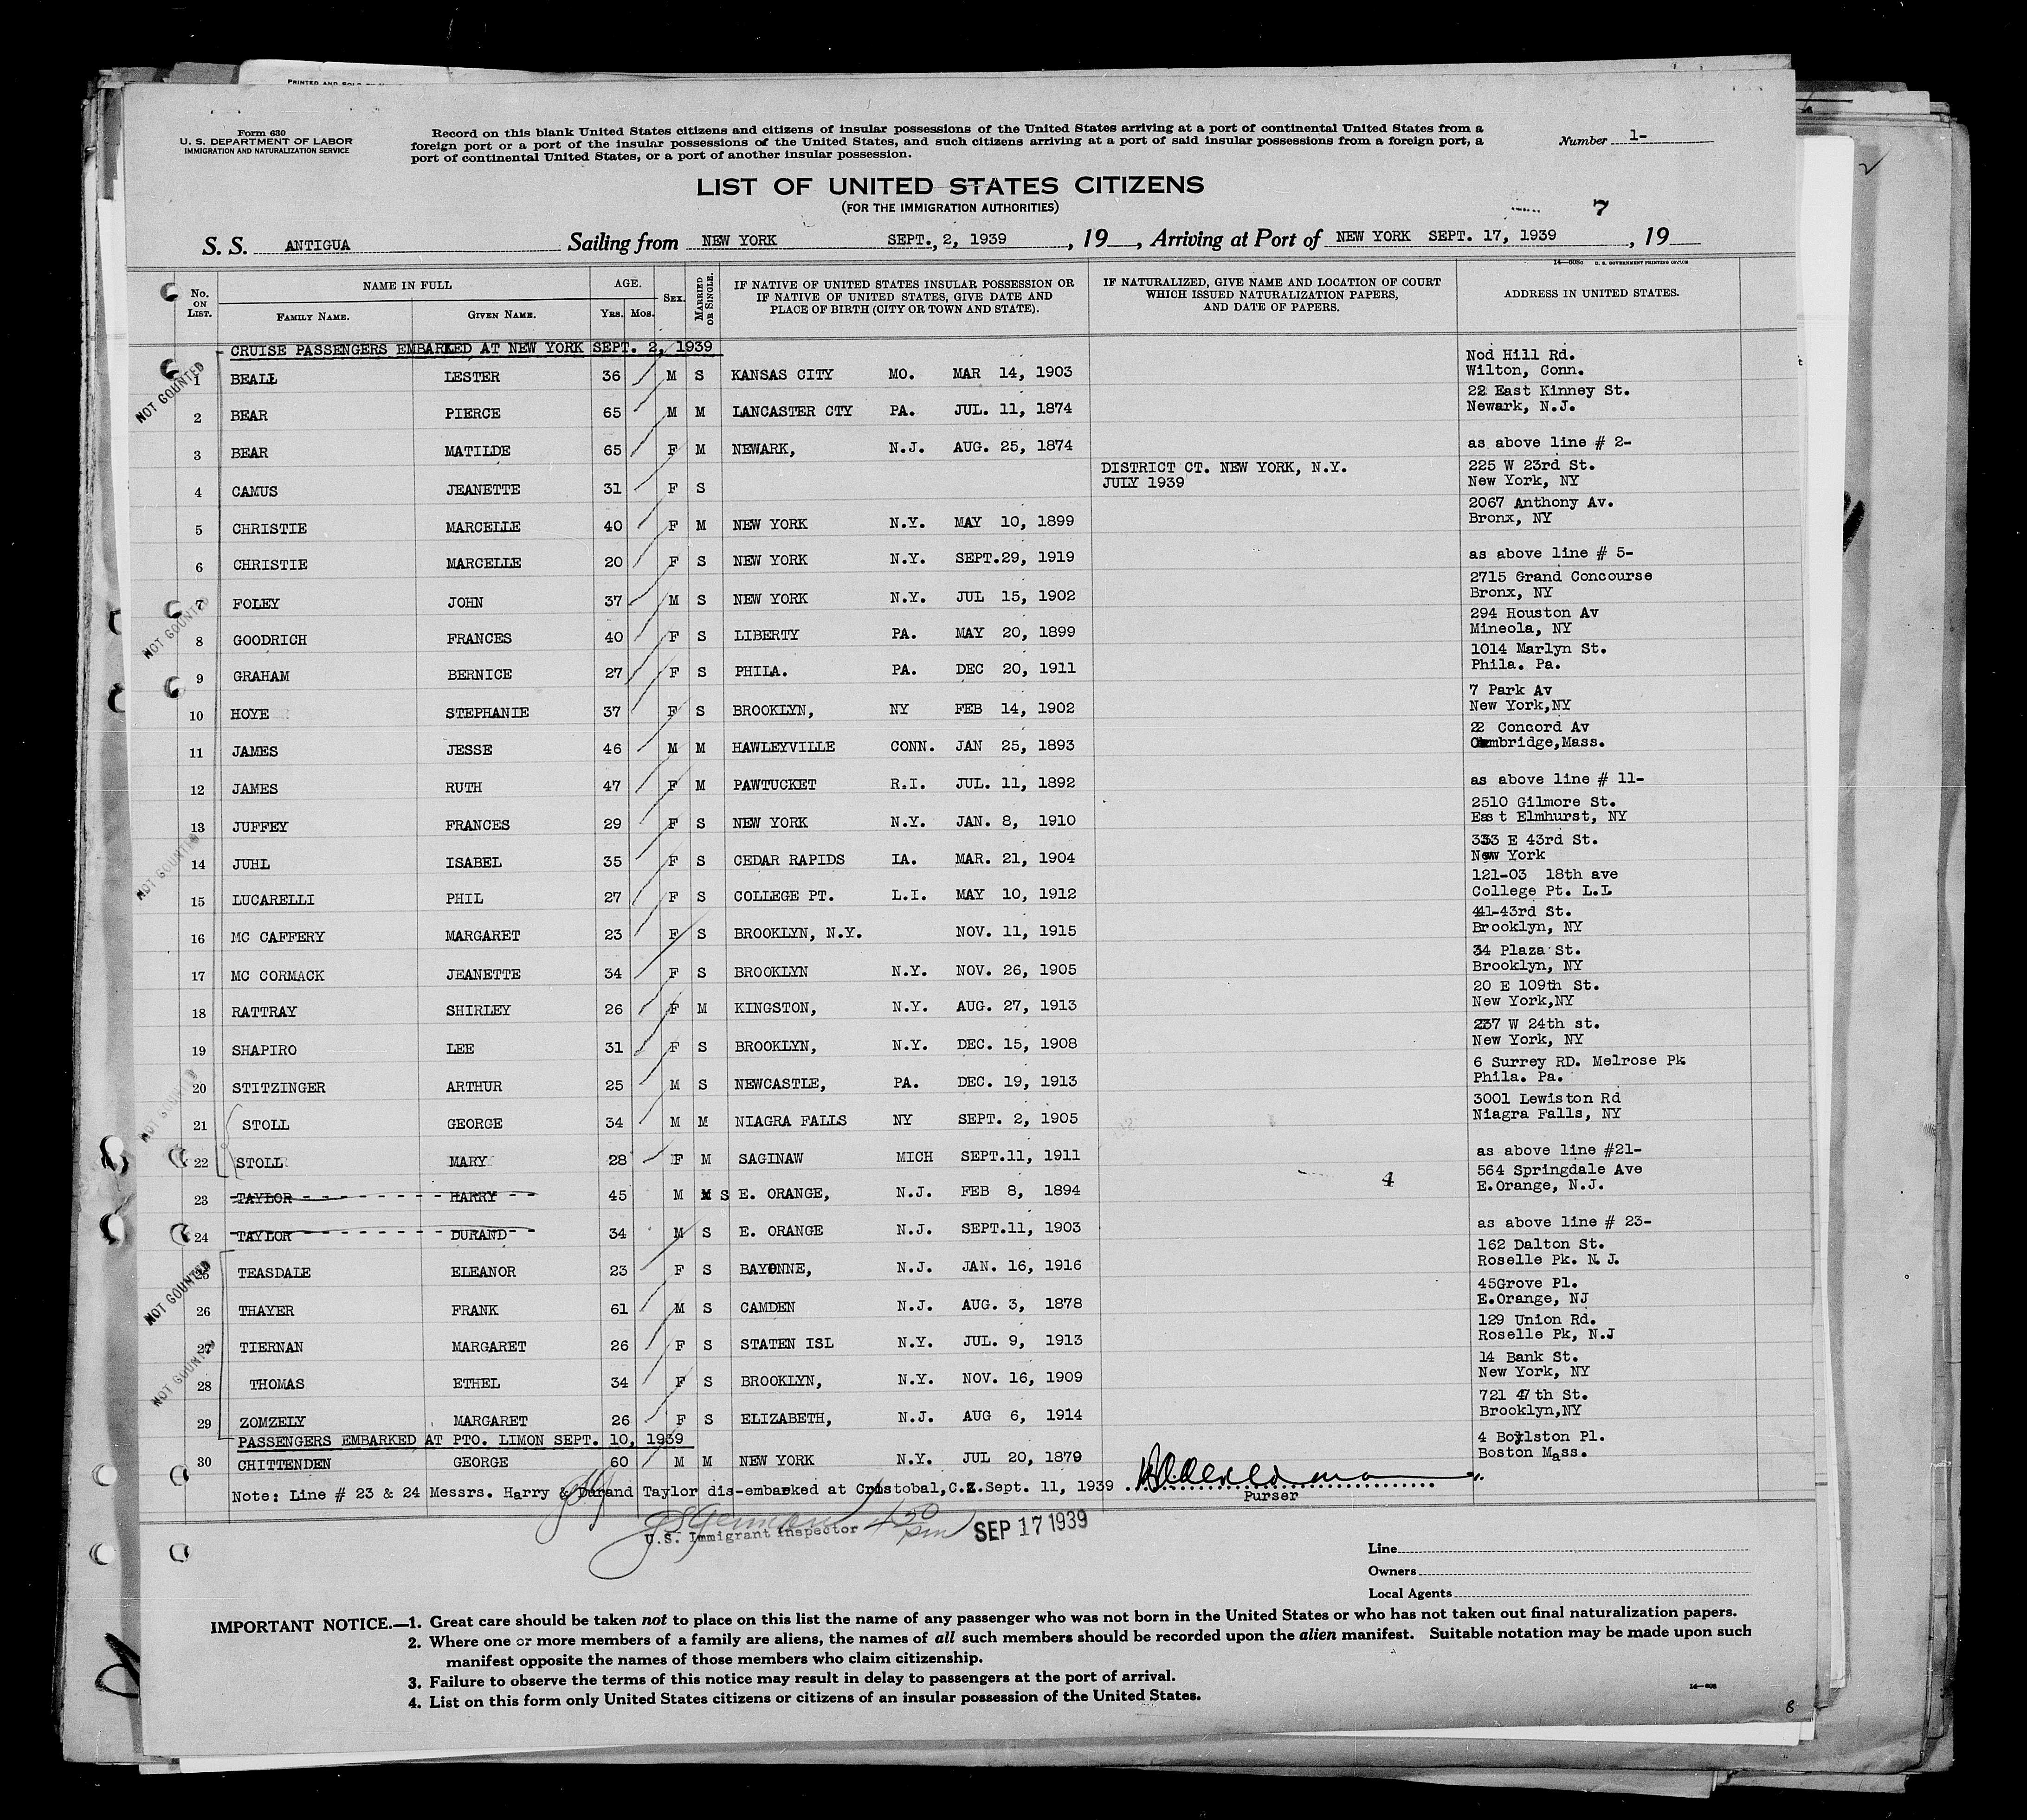 PRINTED AND SOLD BY
Form 630
U. S. DEPARTMENT OF LABOR
IMMIGRATION AND NATURALIZATION SERVICE
Record on this blank United States citizens and citizens of insular possessions of the United States arriving at a port of continental United States from a
foreign port or a port of the insular possessions of the United States, and such citizens arriving at a port of said insular possessions from a foreign port, a
port of continental United States, or a port of another insular possession.
Number 1-
LIST OF UNITED STATES CITIZENS
(FOR THE IMMIGRATION AUTHORITIES)
7
S. S. ANTIGUA Sailing from NEW YORK SEPT., 2, 1939, 19__, Arriving at Port of NEW YORK SEPT. 17, 1939, 19__
14—608c U. S. GOVERNMENT PRINTING OFFICE
No. ON LIST. NAME IN FULL FAMILY NAME. GIVEN NAME. AGE. YRS. MOS. SEX. MARRIED OR SINGLE. IF NATIVE OF UNITED STATES INSULAR POSSESSION OR IF NATIVE OF UNITED STATES, GIVE DATE AND PLACE OF BIRTH (CITY OR TOWN AND STATE). IF NATURALIZED, GIVE NAME AND LOCATION OF COURT WHICH ISSUED NATURALIZATION PAPERS, AND DATE OF PAPERS. ADDRESS IN UNITED STATES.
CRUISE PASSENGERS EMBARKED AT NEW YORK SEPT. 2, 1939
NOT COUNTED
1 BEALL LESTER 36 M S KANSAS CITY MO. MAR 14, 1903 Nod Hill Rd. Wilton, Conn.
2 BEAR PIERCE 65 M M LANCASTER CTY PA. JUL. 11, 1874 22 East Kinney St. Newark, N.J.
3 BEAR MATILDE 65 F M NEWARK, N.J. AUG. 25, 1874 as above line # 2-
4 CAMUS JEANETTE 31 F S DISTRICT CT. NEW YORK, N.Y. JULY 1939 225 W 23rd St. New York, NY
5 CHRISTIE MARCELLE 40 F M NEW YORK N.Y. MAY 10, 1899 2067 Anthony Av. Bronx, NY
6 CHRISTIE MARCELLE 20 F S NEW YORK N.Y. SEPT.29, 1919 as above line # 5-
NOT COUNTED
7 FOLEY JOHN 37 M S NEW YORK N.Y. JUL 15, 1902 2715 Grand Concourse Bronx, NY
8 GOODRICH FRANCES 40 F S LIBERTY PA. MAY 20, 1899 294 Houston Av Mineola, NY
9 GRAHAM BERNICE 27 F S PHILA. PA. DEC 20, 1911 1014 Marlyn St. Phila. Pa.
10 HOYE STEPHANIE 37 F S BROOKLYN, NY FEB 14, 1902 7 Park Av New York,NY
11 JAMES JESSE 46 M M HAWLEYVILLE CONN. JAN 25, 1893 22 Concord Av Cambridge,Mass.
12 JAMES RUTH 47 F M PAWTUCKET R.I. JUL. 11, 1892 as above line # 11-
13 JUFFEY FRANCES 29 F S NEW YORK N.Y. JAN. 8, 1910 2510 Gilmore St. East Elmhurst, NY
NOT COUNTED
14 JUHL ISABEL 35 F S CEDAR RAPIDS IA. MAR. 21, 1904 333 E 43rd St. New York
15 LUCARELLI PHIL 27 F S COLLEGE PT. L.I. MAY 10, 1912 121-03 18th ave College Pt. L.I.
16 MC CAFFERY MARGARET 23 F S BROOKLYN, N.Y. NOV. 11, 1915 441-43rd St. Brooklyn, NY
17 MC CORMACK JEANETTE 34 F S BROOKLYN N.Y. NOV. 26, 1905 34 Plaza St. Brooklyn, NY
18 RATTRAY SHIRLEY 26 F M KINGSTON, N.Y. AUG. 27, 1913 20 E 109th St. New York,NY
19 SHAPIRO LEE 31 F S BROOKLYN, N.Y. DEC. 15, 1908 237 W 24th st. New York, NY
NOT COUNTED
20 STITZINGER ARTHUR 25 M S NEWCASTLE, PA. DEC. 19, 1913 6 Surrey RD. Melrose Pk Phila. Pa.
21 STOLL GEORGE 34 M M NIAGRA FALLS NY SEPT. 2, 1905 3001 Lewiston Rd Niagra Falls, NY
22 STOLL MARY 28 F M SAGINAW MICH SEPT.11, 1911 as above line #21-
23 TAYLOR HARRY 45 M S E. ORANGE, N.J. FEB 8, 1894 4 564 Springdale Ave E.Orange, N.J.
24 TAYLOR DURAND 34 M S E. ORANGE N.J. SEPT.11, 1903 as above line # 23-
NOT COUNTED
25 TEASDALE ELEANOR 23 F S BAYONNE, N.J. JAN. 16, 1916 162 Dalton St. Roselle Pk. N.J.
26 THAYER FRANK 61 M S CAMDEN N.J. AUG. 3, 1878 45Grove Pl. E.Orange, NJ
NOT COUNTED
27 TIERNAN MARGARET 26 F S STATEN ISL N.Y. JUL. 9, 1913 129 Union Rd. Roselle Pk, N.J
28 THOMAS ETHEL 34 F S BROOKLYN, N.Y. NOV. 16, 1909 14 Bank St. New York, NY
29 ZOMZELY MARGARET 26 F S ELIZABETH, N.J. AUG 6, 1914 721 47th St. Brooklyn,NY
PASSENGERS EMBARKED AT PTO. LIMON SEPT. 10, 1939
30 CHITTENDEN GEORGE 60 M M NEW YORK N.Y. JUL 20, 1879 4 Boylston Pl. Boston Mass.
Note: Line # 23 & 24 Messrs. Harry & Durand Taylor dis-embarked at Cristobal,C.Z.Sept. 11, 1939
Purser
U.S. Immigrant Inspector
430 pm
SEP 17 1939
Line
Owners
Local Agents
IMPORTANT NOTICE.—1. Great care should be taken not to place on this list the name of any passenger who was not born in the United States or who has not taken out final naturalization papers.
2. Where one or more members of a family are aliens, the names of all such members should be recorded upon the alien manifest. Suitable notation may be made upon such
manifest opposite the names of those members who claim citizenship.
3. Failure to observe the terms of this notice may result in delay to passengers at the port of arrival.
4. List on this form only United States citizens or citizens of an insular possession of the United States.
14—608
8